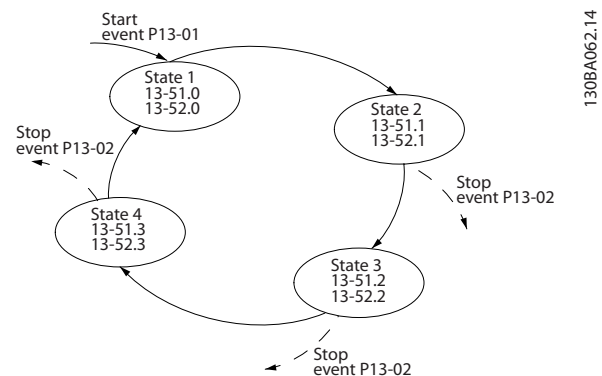 Start
event P13-01
State 1
13-51.0
13-52.0
State 2
13-51.1
13-52.1
Stop
event P13-02
Stop
event P13-02
State 4
13-51.3
13-52.3
State 3
13-51.2
13-52.2
Stop
event P13-02
130BA062.14